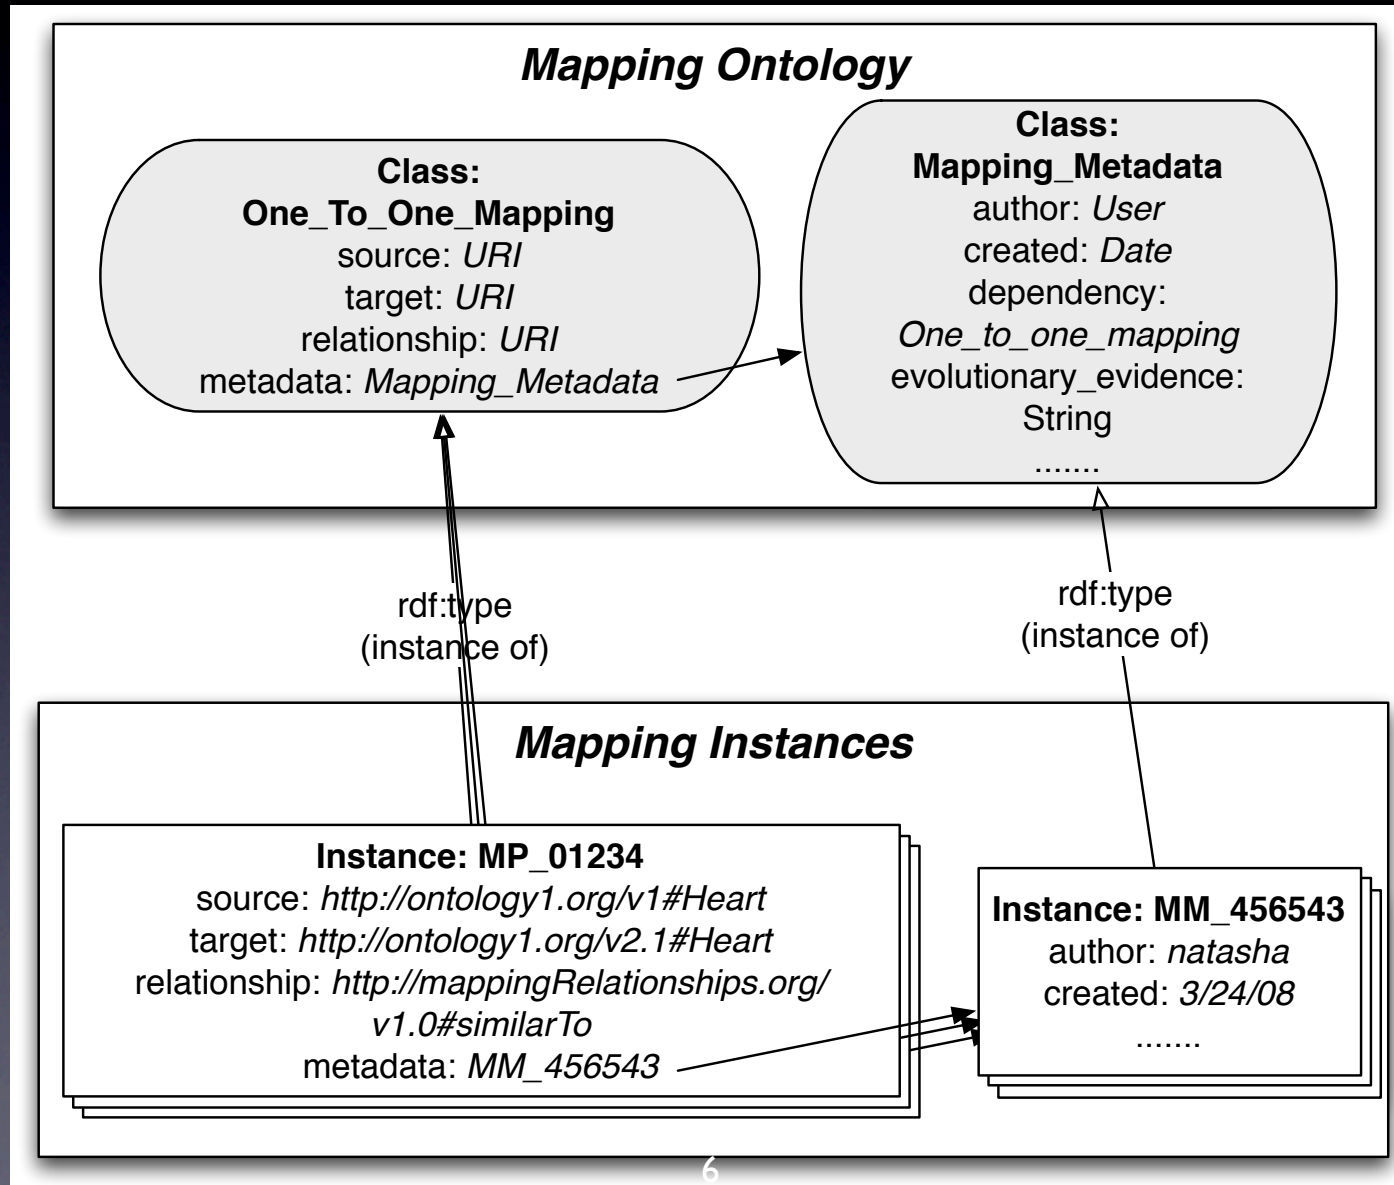 Mapping Ontology
Class:
One_To_One_Mapping
source: URI
target: URI
relationship: URI
metadata: Mapping_Metadata
Class:
Mapping_Metadata
author: User
created: Date
dependency:
One_to_one_mapping
evolutionary_evidence:
String
.......
rdf:type
(instance of)
rdf:type
(instance of)
Mapping Instances
Instance: MP_01234
source: http://ontology1.org/v1#Heart
target: http://ontology1.org/v2.1#Heart
relationship: http://mappingRelationships.org/
v1.0#similarTo
metadata: MM_456543
Instance: MM_456543
author: natasha
created: 3/24/08
.......
6